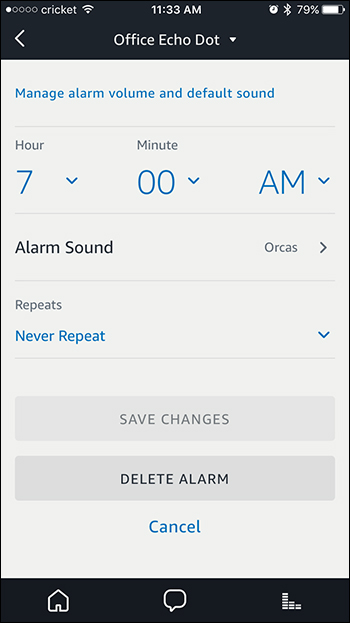 cricket 11:33 AM 79%
Office Echo Dot
Manage alarm volume and default sound
Hour Minute
7 00 AM
Alarm Sound Orcas
Repeats
Never Repeat
SAVE CHANGES
DELETE ALARM
Cancel